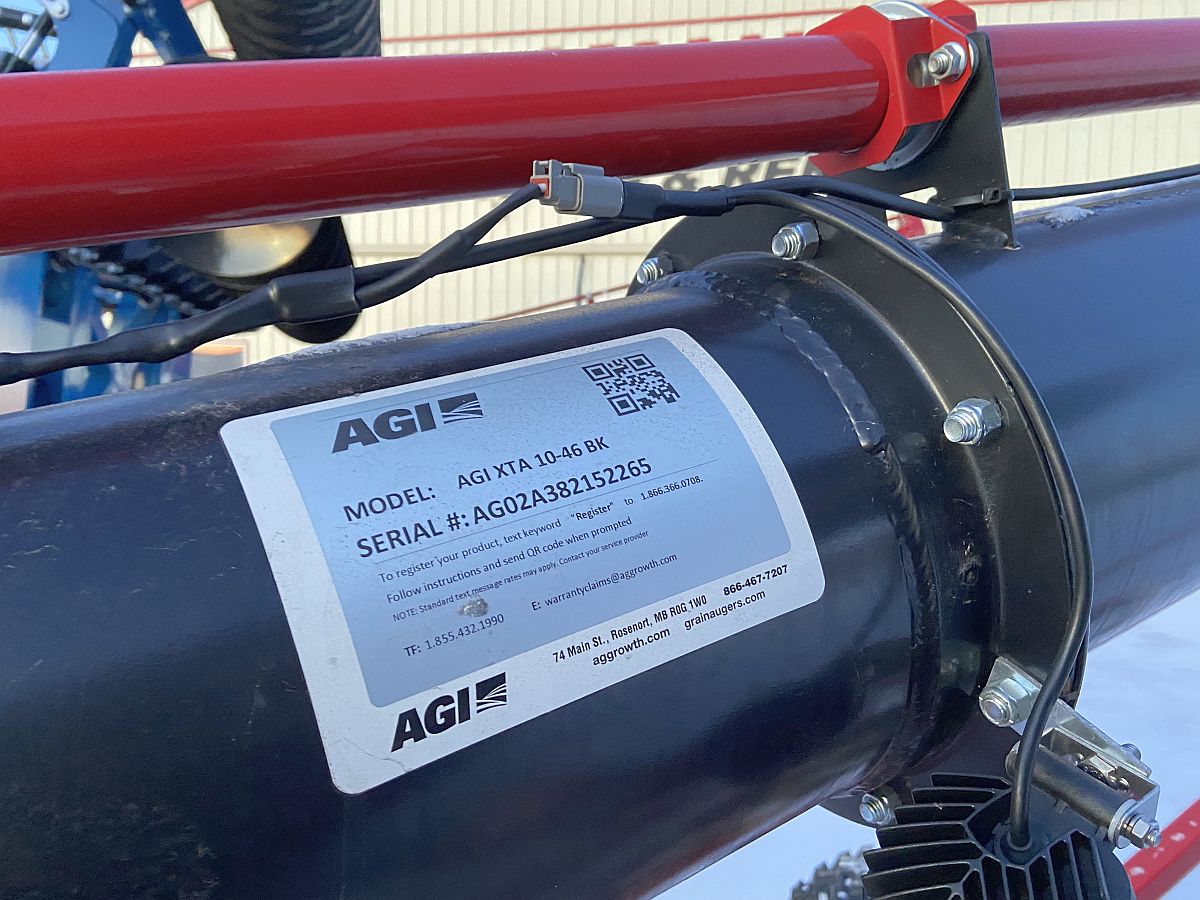 & RE
AGI
MODEL: AGI XTA 10-46 BK
SERIAL #: AG02A382152265
To register your product, text keyword "Register" to 1.866.366.0708.
Follow instructions and send QR code when prompted
NOTE: Standard text message rates may apply. Contact your service provider
TF: 1.855.432.1990 E: warrantyclaims@aggrowth.com
74 Main St., Rosenort, MB R0G 1W0 866-467-7207
aggrowth.com grainaugers.com
AGI